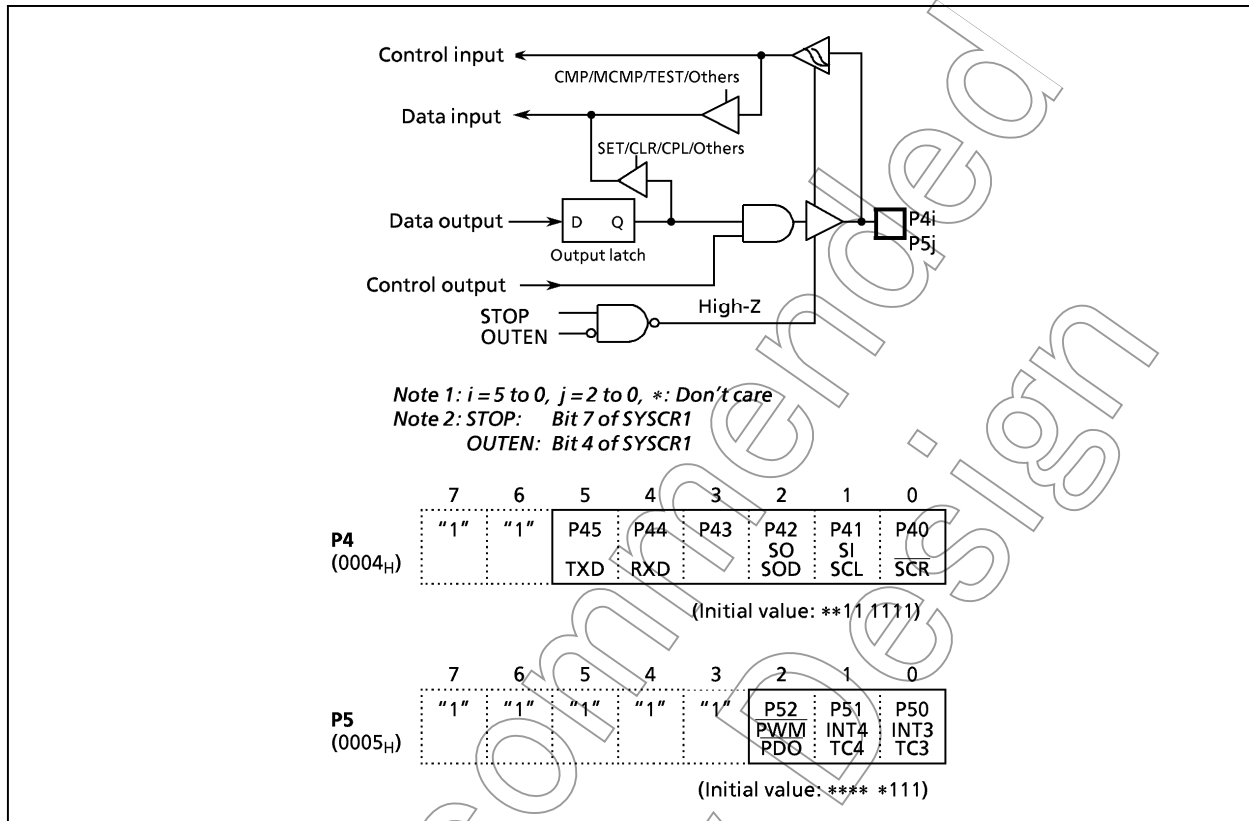 Control input
CMP/MCMP/TEST/Others
Data input
SET/CLR/CPL/Others
Data output
D Q
P4i
P5j
Output latch
Control output
High-Z
STOP
OUTEN
Note 1: i = 5 to 0, j = 2 to 0, *: Don't care
Note 2: STOP: Bit 7 of SYSCR1
OUTEN: Bit 4 of SYSCR1
7 6 5 4 3 2 1 0
P4
(0004H)
"1" "1" P45 P44 P43 P42 P41 P40
SO SI
TXD RXD SOD SCL SCR
(Initial value: **11 1111)
7 6 5 4 3 2 1 0
P5
(0005H)
"1" "1" "1" "1" "1" P52 P51 P50
PWM INT4 INT3
PDO TC4 TC3
(Initial value: **** *111)
ommended
Design